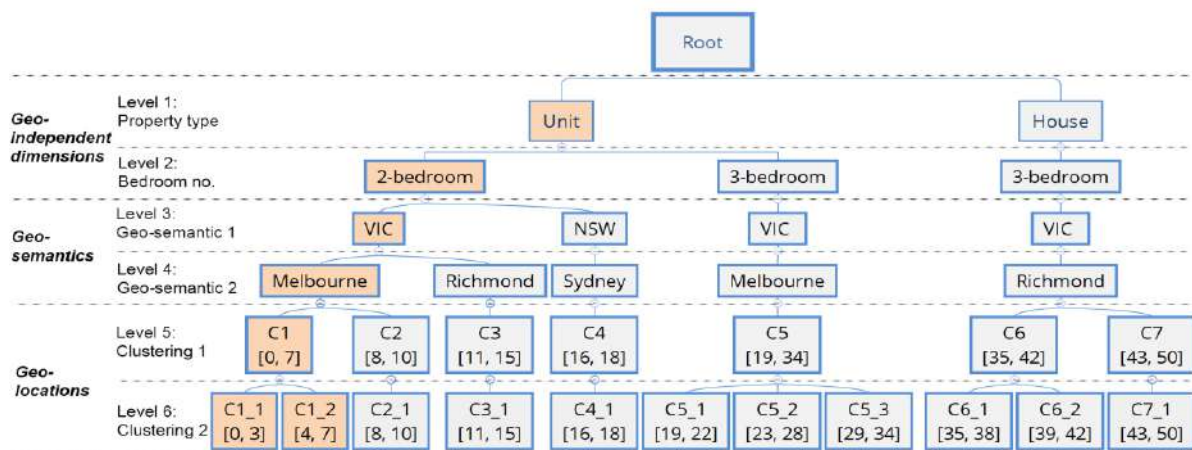 Root
Geo-
independent
dimensions
Level 1:
Property type
Unit
House
Level 2:
Bedroom no.
2-bedroom
3-bedroom
3-bedroom
Geo-
semantics
Level 3:
Geo-semantic 1
VIC
NSW
VIC
VIC
Level 4:
Geo-semantic 2
Melbourne
Richmond
Sydney
Melbourne
Richmond
Geo-
locations
Level 5:
Clustering 1
C1
[0, 7]
C2
[8, 10]
C3
[11, 15]
C4
[16, 18]
C5
[19, 34]
C6
[35, 42]
C7
[43, 50]
Level 6:
Clustering 2
C1_1
[0, 3]
C1_2
[4, 7]
C2_1
[8, 10]
C3_1
[11, 15]
C4_1
[16, 18]
C5_1
[19, 22]
C5_2
[23, 28]
C5_3
[29, 34]
C6_1
[35, 38]
C6_2
[39, 42]
C7_1
[43, 50]